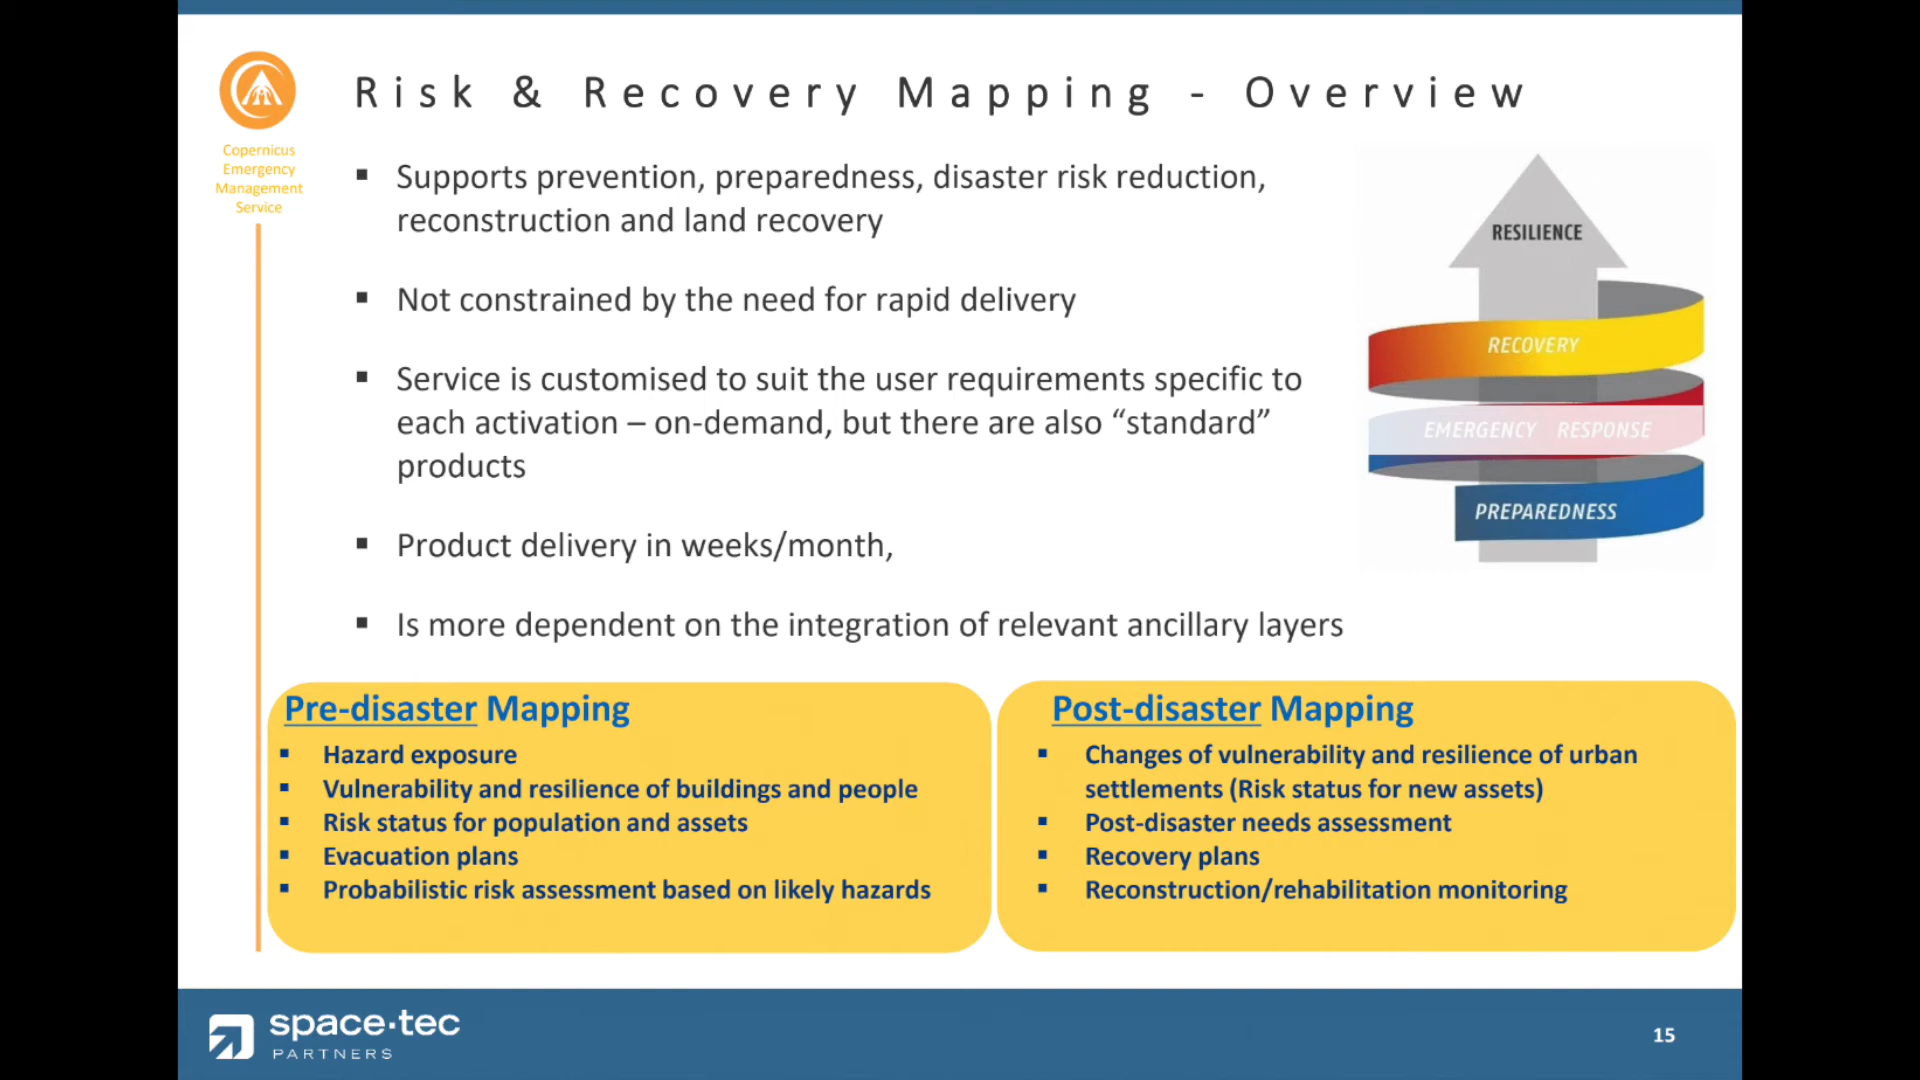 Risk & Recovery Mapping - Overview
Copernicus
Emergency
Management
Service
▪ Supports prevention, preparedness, disaster risk reduction,
reconstruction and land recovery
▪ Not constrained by the need for rapid delivery
▪ Service is customised to suit the user requirements specific to
each activation – on-demand, but there are also “standard”
products
▪ Product delivery in weeks/month,
▪ Is more dependent on the integration of relevant ancillary layers
RESILIENCE
RECOVERY
EMERGENCY RESPONSE
PREPAREDNESS
Pre-disaster Mapping
▪ Hazard exposure
▪ Vulnerability and resilience of buildings and people
▪ Risk status for population and assets
▪ Evacuation plans
▪ Probabilistic risk assessment based on likely hazards
Post-disaster Mapping
▪ Changes of vulnerability and resilience of urban
settlements (Risk status for new assets)
▪ Post-disaster needs assessment
▪ Recovery plans
▪ Reconstruction/rehabilitation monitoring
space·tec
PARTNERS
15